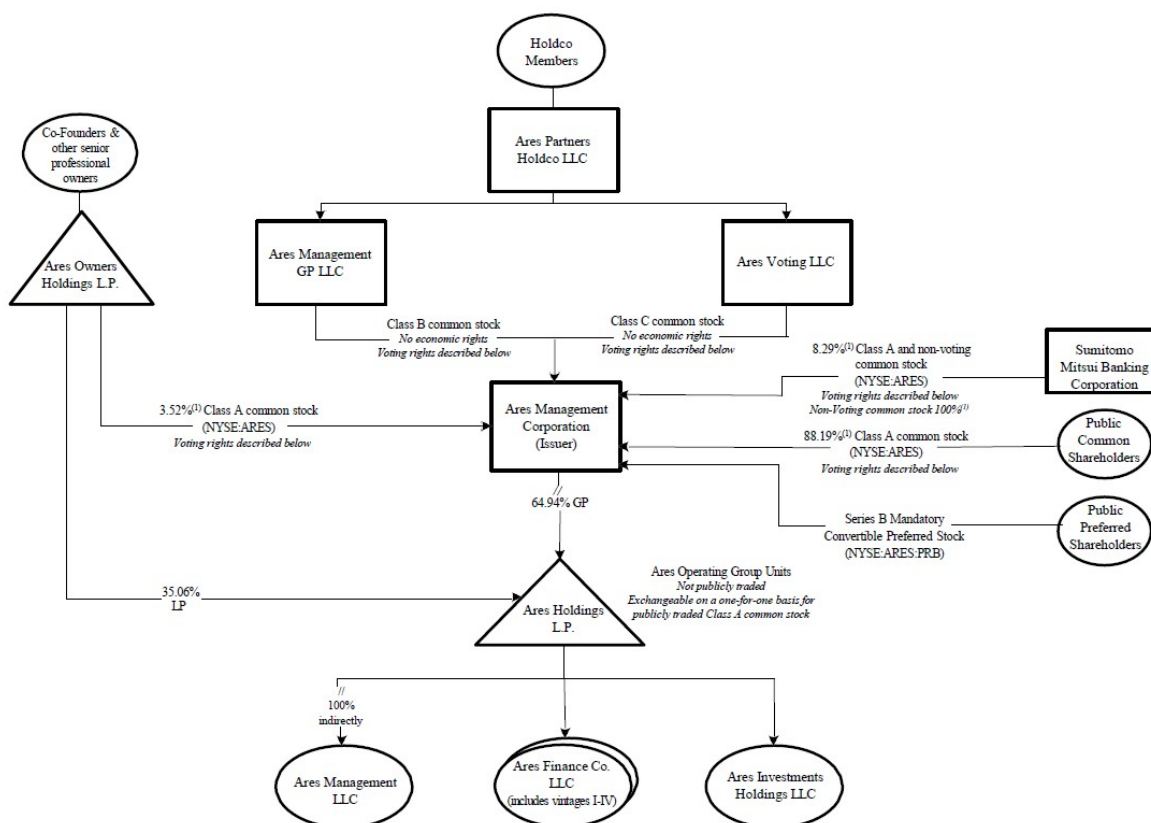 Holdco
Members
Ares Partners
Holdco LLC
Co-Founders &
other senior
professional
owners
Ares Owners
Holdings L.P.
Ares Management
GP LLC
Ares Voting LLC
Class B common stock
No economic rights
Voting rights described below
Class C common stock
No economic rights
Voting rights described below
8.29%(1) Class A and non-voting
common stock
(NYSE:ARES)
Voting rights described below
Non-Voting common stock 100%(1)
Sumitomo
Mitsui Banking
Corporation
3.52%(1) Class A common stock
(NYSE:ARES)
Voting rights described below
Ares Management
Corporation
(Issuer)
88.19%(1) Class A common stock
(NYSE:ARES)
Voting rights described below
Public
Common
Shareholders
//
64.94% GP
Series B Mandatory
Convertible Preferred Stock
(NYSE:ARES:PRB)
Public
Preferred
Shareholders
35.06%
LP
Ares Holdings
L.P.
Ares Operating Group Units
Not publicly traded
Exchangeable on a one-for-one basis for
publicly traded Class A common stock
//
100%
indirectly
Ares Management
LLC
Ares Finance Co.
LLC
(includes vintages I-IV)
Ares Investments
Holdings LLC